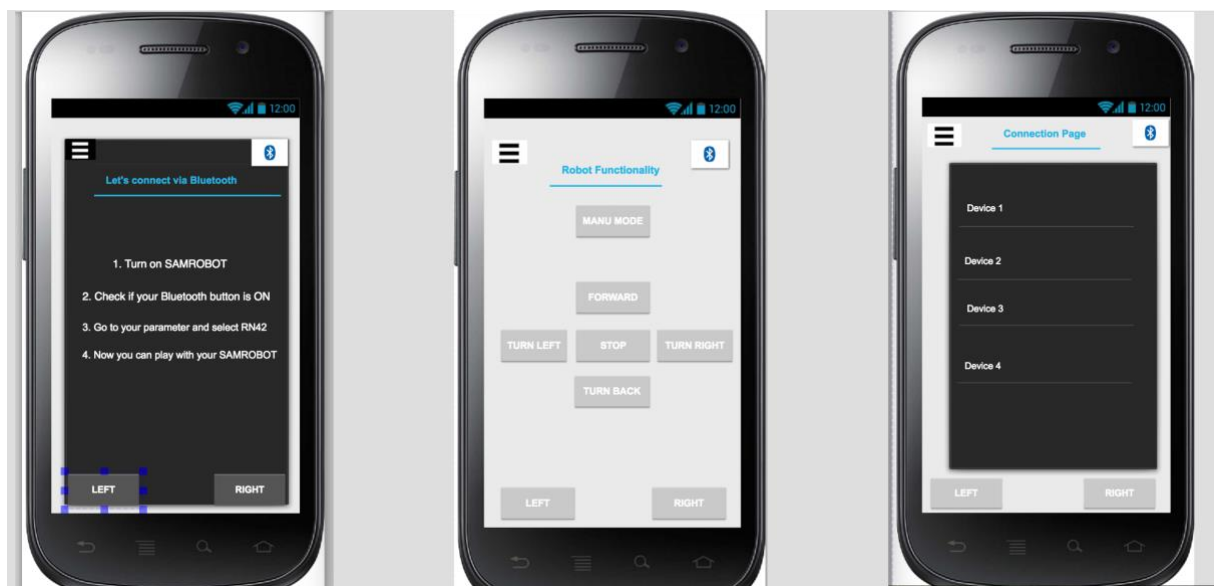 12:00
Let's connect via Bluetooth
1. Turn on SAMROBOT
2. Check if your Bluetooth button is ON
3. Go to your parameter and select RN42
4. Now you can play with your SAMROBOT
LEFT
RIGHT
12:00
Robot Functionality
MANU MODE
FORWARD
TURN LEFT
STOP
TURN RIGHT
TURN BACK
LEFT
RIGHT
12:00
Connection Page
Device 1
Device 2
Device 3
Device 4
LEFT
RIGHT